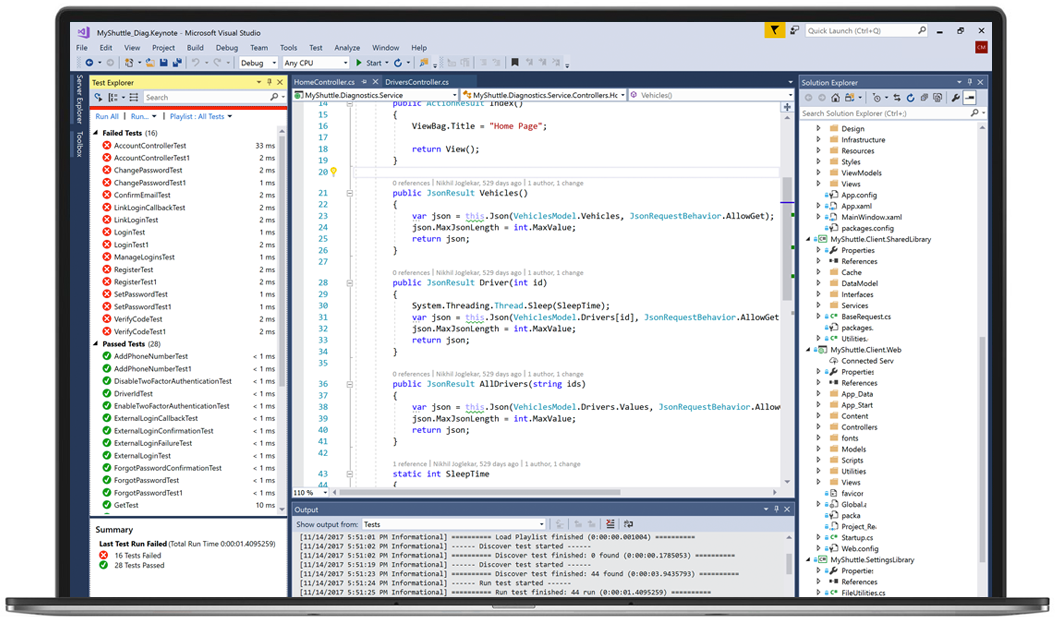 MyShuttle_Diag.Keynote - Microsoft Visual Studio
Quick Launch (Ctrl+Q)
File Edit View Project Build Debug Team Tools Test Analyze Window Help
CM
Debug Any CPU Start
Server Explorer
Toolbox
Test Explorer
Search
Run All | Run... | Playlist : All Tests
Failed Tests (16)
AccountControllerTest 33 ms
AccountControllerTest1 2 ms
ChangePasswordTest 2 ms
ChangePasswordTest1 1 ms
ConfirmEmailTest 2 ms
LinkLoginCallbackTest 2 ms
LinkLoginTest 2 ms
LoginTest 1 ms
LoginTest1 2 ms
ManageLoginsTest 1 ms
RegisterTest 2 ms
RegisterTest1 2 ms
SetPasswordTest 1 ms
SetPasswordTest1 1 ms
VerifyCodeTest 2 ms
VerifyCodeTest1 2 ms
Passed Tests (28)
AddPhoneNumberTest < 1 ms
AddPhoneNumberTest1 < 1 ms
DisableTwoFactorAuthenticationTest < 1 ms
DriverIdTest < 1 ms
EnableTwoFactorAuthenticationTest < 1 ms
ExternalLoginCallbackTest < 1 ms
ExternalLoginConfirmationTest < 1 ms
ExternalLoginFailureTest < 1 ms
ExternalLoginTest < 1 ms
ForgotPasswordConfirmationTest < 1 ms
ForgotPasswordTest < 1 ms
ForgotPasswordTest1 < 1 ms
GetTest 10 ms
Summary
Last Test Run Failed (Total Run Time 0:00:01.4095259)
16 Tests Failed
28 Tests Passed
HomeController.cs DriversController.cs
MyShuttle.Diagnostics.Service MyShuttle.Diagnostics.Service.Controllers.Hc Vehicles()
14 public ActionResult Index()
15 {
16 ViewBag.Title = "Home Page";
17
18 return View();
19 }
20
0 references | Nikhil Joglekar, 529 days ago | 1 author, 1 change
21 public JsonResult Vehicles()
22 {
23 var json = this.Json(VehiclesModel.Vehicles, JsonRequestBehavior.AllowGet);
24 json.MaxJsonLength = int.MaxValue;
25 return json;
26 }
27
0 references | Nikhil Joglekar, 529 days ago | 1 author, 1 change
28 public JsonResult Driver(int id)
29 {
30 System.Threading.Thread.Sleep(SleepTime);
31 var json = this.Json(VehiclesModel.Drivers[id], JsonRequestBehavior.AllowGet
32 json.MaxJsonLength = int.MaxValue;
33 return json;
34 }
35
0 references | Nikhil Joglekar, 529 days ago | 1 author, 1 change
36 public JsonResult AllDrivers(string ids)
37 {
38 var json = this.Json(VehiclesModel.Drivers.Values, JsonRequestBehavior.Allow
39 json.MaxJsonLength = int.MaxValue;
40 return json;
41 }
42
1 reference | Nikhil Joglekar, 529 days ago | 1 author, 1 change
43 static int SleepTime
44 {
110 %
Output
Show output from: Tests
[11/14/2017 5:51:01 PM Informational] ========== Load Playlist finished (0:00:00.001004) ==========
[11/14/2017 5:51:02 PM Informational] ------ Discover test started ------
[11/14/2017 5:51:02 PM Informational] ========== Discover test finished: 0 found (0:00:00.1785053) ==========
[11/14/2017 5:51:19 PM Informational] ------ Discover test started ------
[11/14/2017 5:51:23 PM Informational] ========== Discover test finished: 44 found (0:00:03.9435793) ==========
[11/14/2017 5:51:24 PM Informational] ------ Run test started ------
[11/14/2017 5:51:25 PM Informational] ========== Run test finished: 44 run (0:00:01.4095259) ==========
Solution Explorer
Search Solution Explorer (Ctrl+;)
Design
Infrastructure
Resources
Styles
ViewModels
Views
App.config
App.xaml
MainWindow.xaml
packages.config
MyShuttle.Client.SharedLibrary
Properties
References
Cache
DataModel
Interfaces
Services
BaseRequest.cs
packages.
Utilities.
MyShuttle.Client.Web
Connected Serv
Propertie:
References
App_Data
App_Start
Content
Controllers
fonts
Models
Scripts
Utilities
Views
favicor
Global.a
packa
Project_Re
Startup.cs
Web.config
MyShuttle.SettingsLibrary
Propertie:
References
FileUtilities.cs